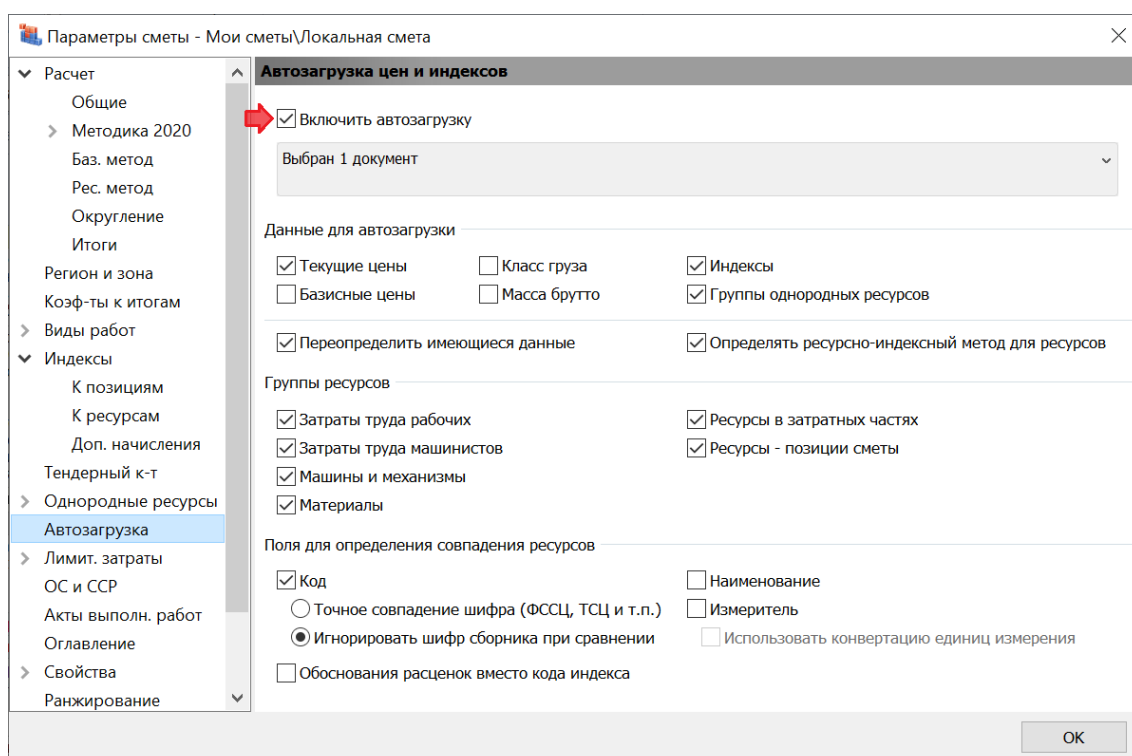 Параметры сметы - Мои сметы\Локальная смета
Расчет
Общие
Методика 2020
Баз. метод
Рес. метод
Округление
Итоги
Регион и зона
Коэф-ты к итогам
Виды работ
Индексы
К позициям
К ресурсам
Доп. начисления
Тендерный к-т
Однородные ресурсы
Автозагрузка
Лимит. затраты
ОС и ССР
Акты выполн. работ
Оглавление
Свойства
Ранжирование
Автозагрузка цен и индексов
Включить автозагрузку
Выбран 1 документ
Данные для автозагрузки
Текущие цены Класс груза Индексы
Базисные цены Масса брутто Группы однородных ресурсов
Переопределить имеющиеся данные Определять ресурсно-индексный метод для ресурсов
Группы ресурсов
Затраты труда рабочих Ресурсы в затратных частях
Затраты труда машинистов Ресурсы - позиции сметы
Машины и механизмы
Материалы
Поля для определения совпадения ресурсов
Код Наименование
Точное совпадение шифра (ФССЦ, ТСЦ и т.п.) Измеритель
Игнорировать шифр сборника при сравнении Использовать конвертацию единиц измерения
Обоснования расценок вместо кода индекса
ОК